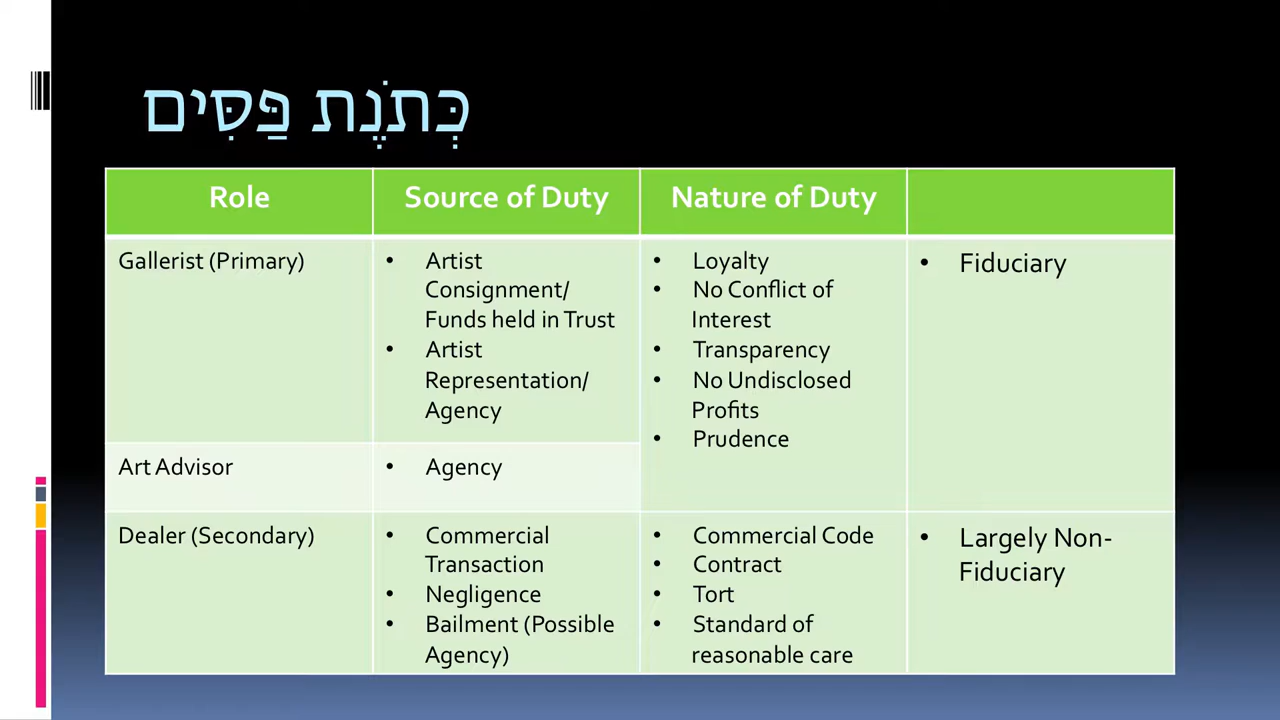 כְּתֹנֶת פַּסִּים
Role
Source of Duty
Nature of Duty
Gallerist (Primary)
• Artist
Consignment/
Funds held in Trust
• Artist
Representation/
Agency
• Loyalty
• No Conflict of
Interest
• Transparency
• No Undisclosed
Profits
• Prudence
• Fiduciary
Art Advisor
• Agency
Dealer (Secondary)
• Commercial
Transaction
• Negligence
• Bailment (Possible
Agency)
• Commercial Code
• Contract
• Tort
• Standard of
reasonable care
• Largely Non-
Fiduciary